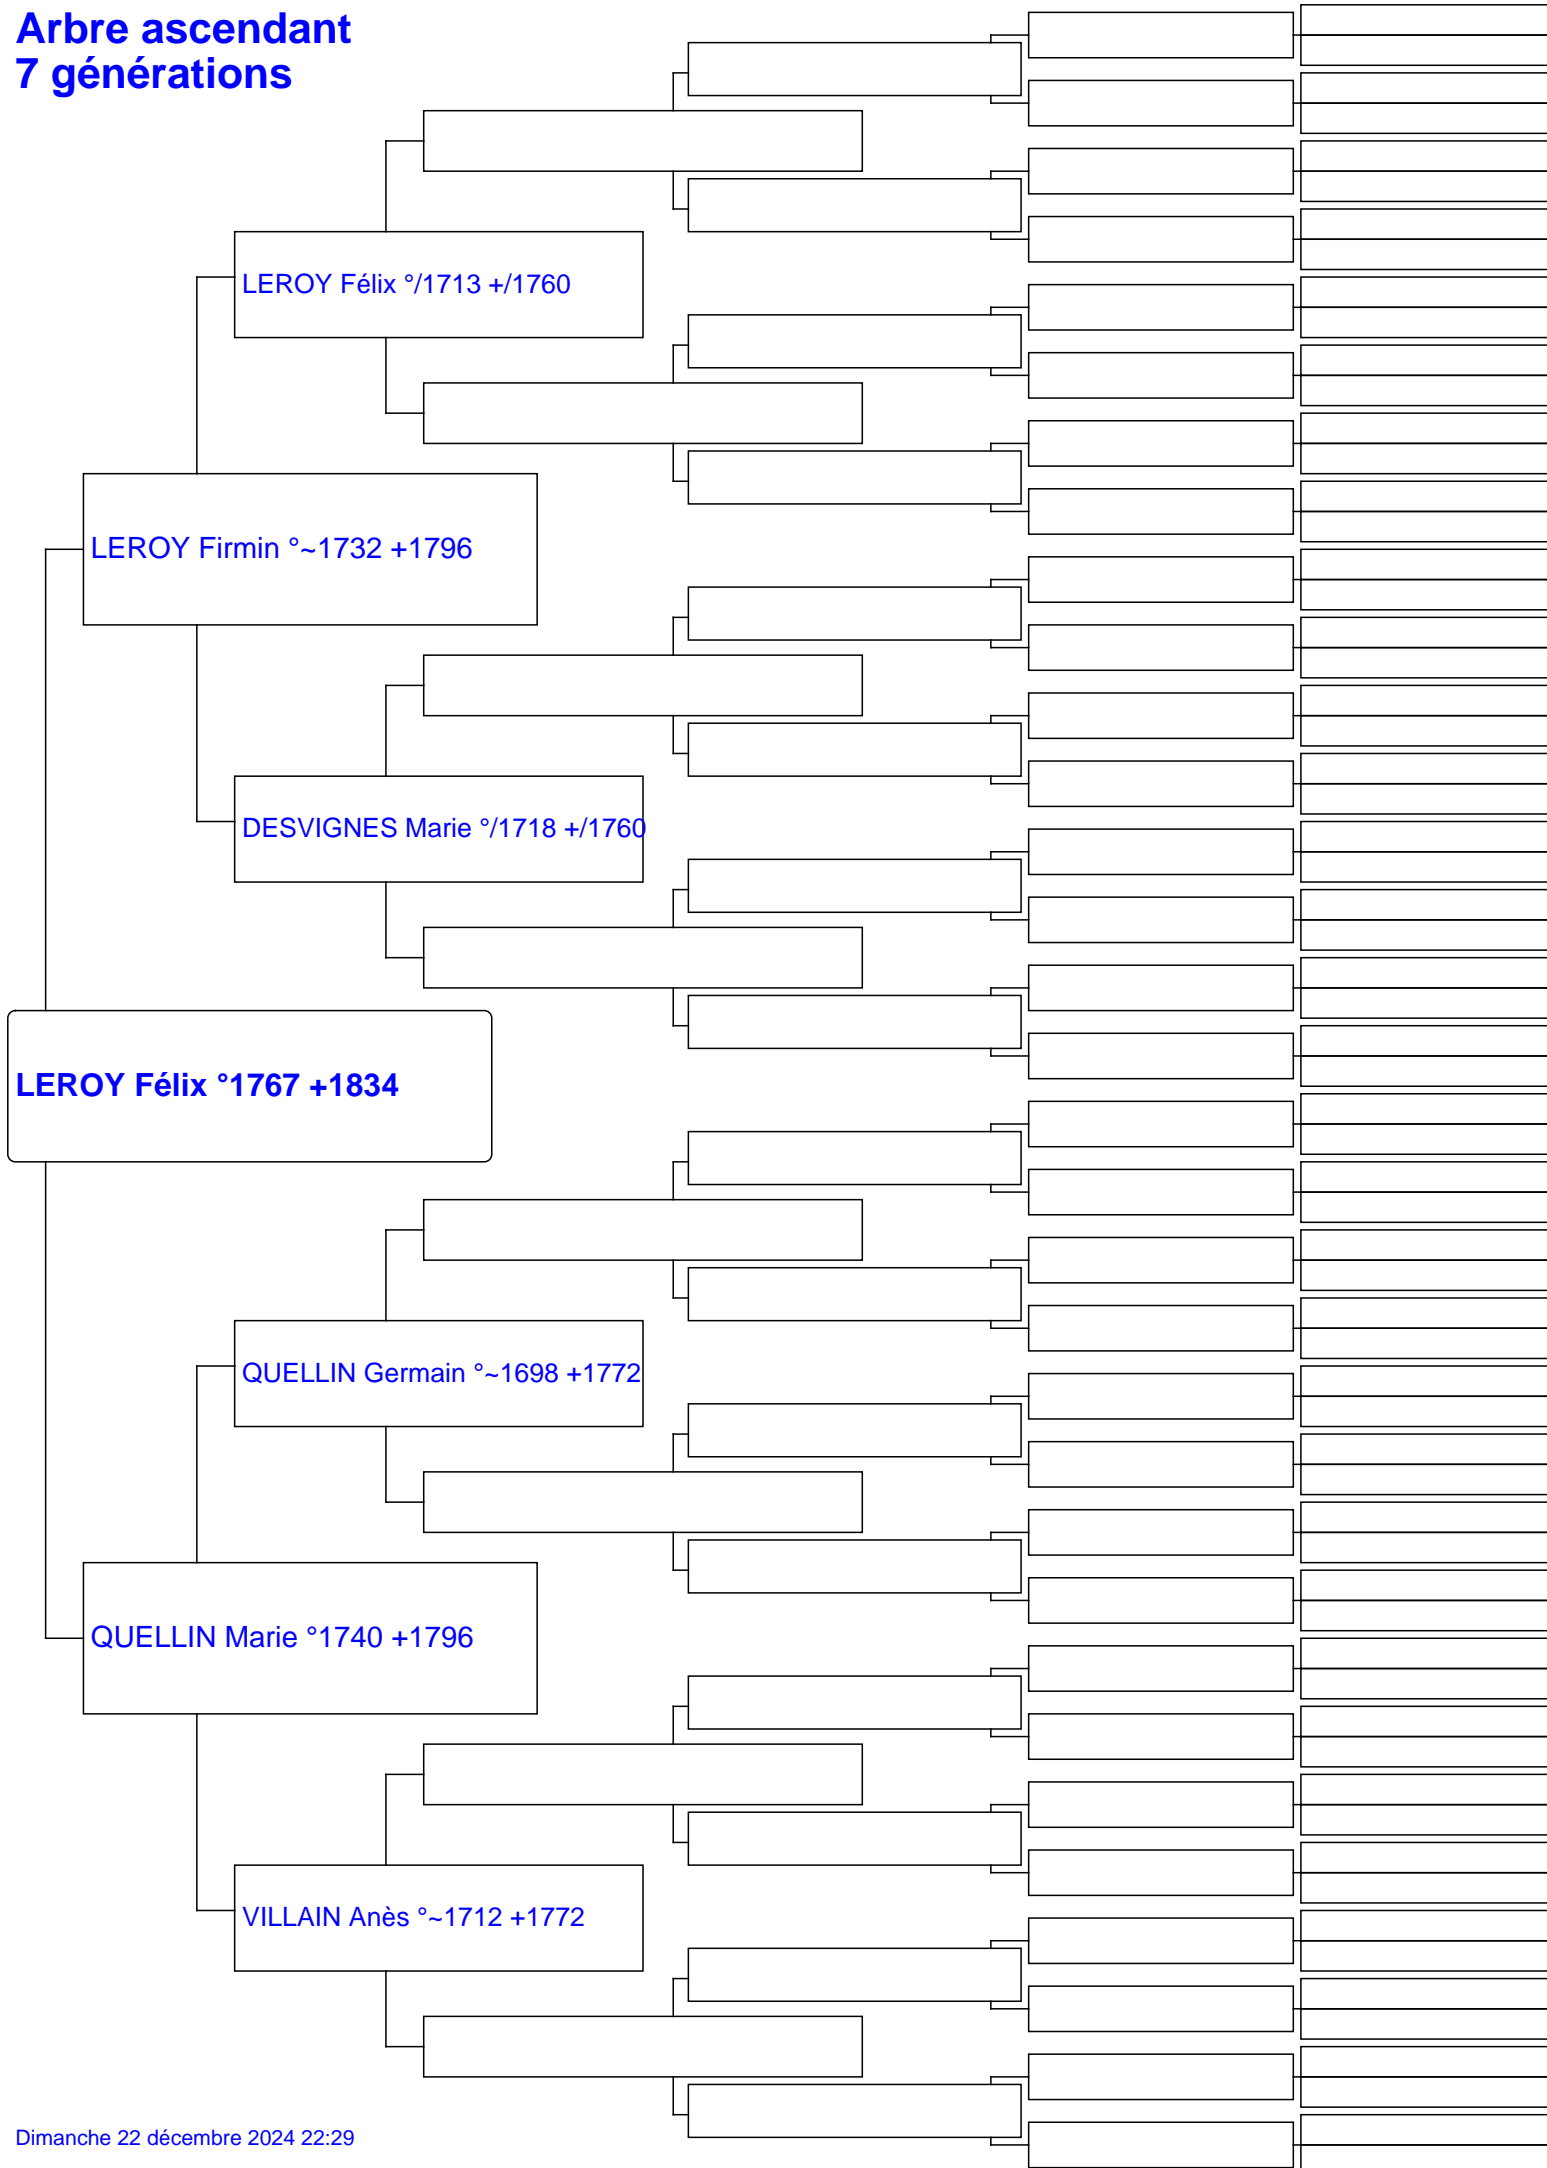 Arbre ascendant
7 générations
LEROY Félix °/1713 +/1760
LEROY Firmin °~1732 +1796
DESVIGNES Marie °/1718 +/1760
LEROY Félix °1767 +1834
QUELLIN Germain °~1698 +1772
QUELLIN Marie °1740 +1796
VILLAIN Anès °~1712 +1772
Dimanche 22 décembre 2024 22:29